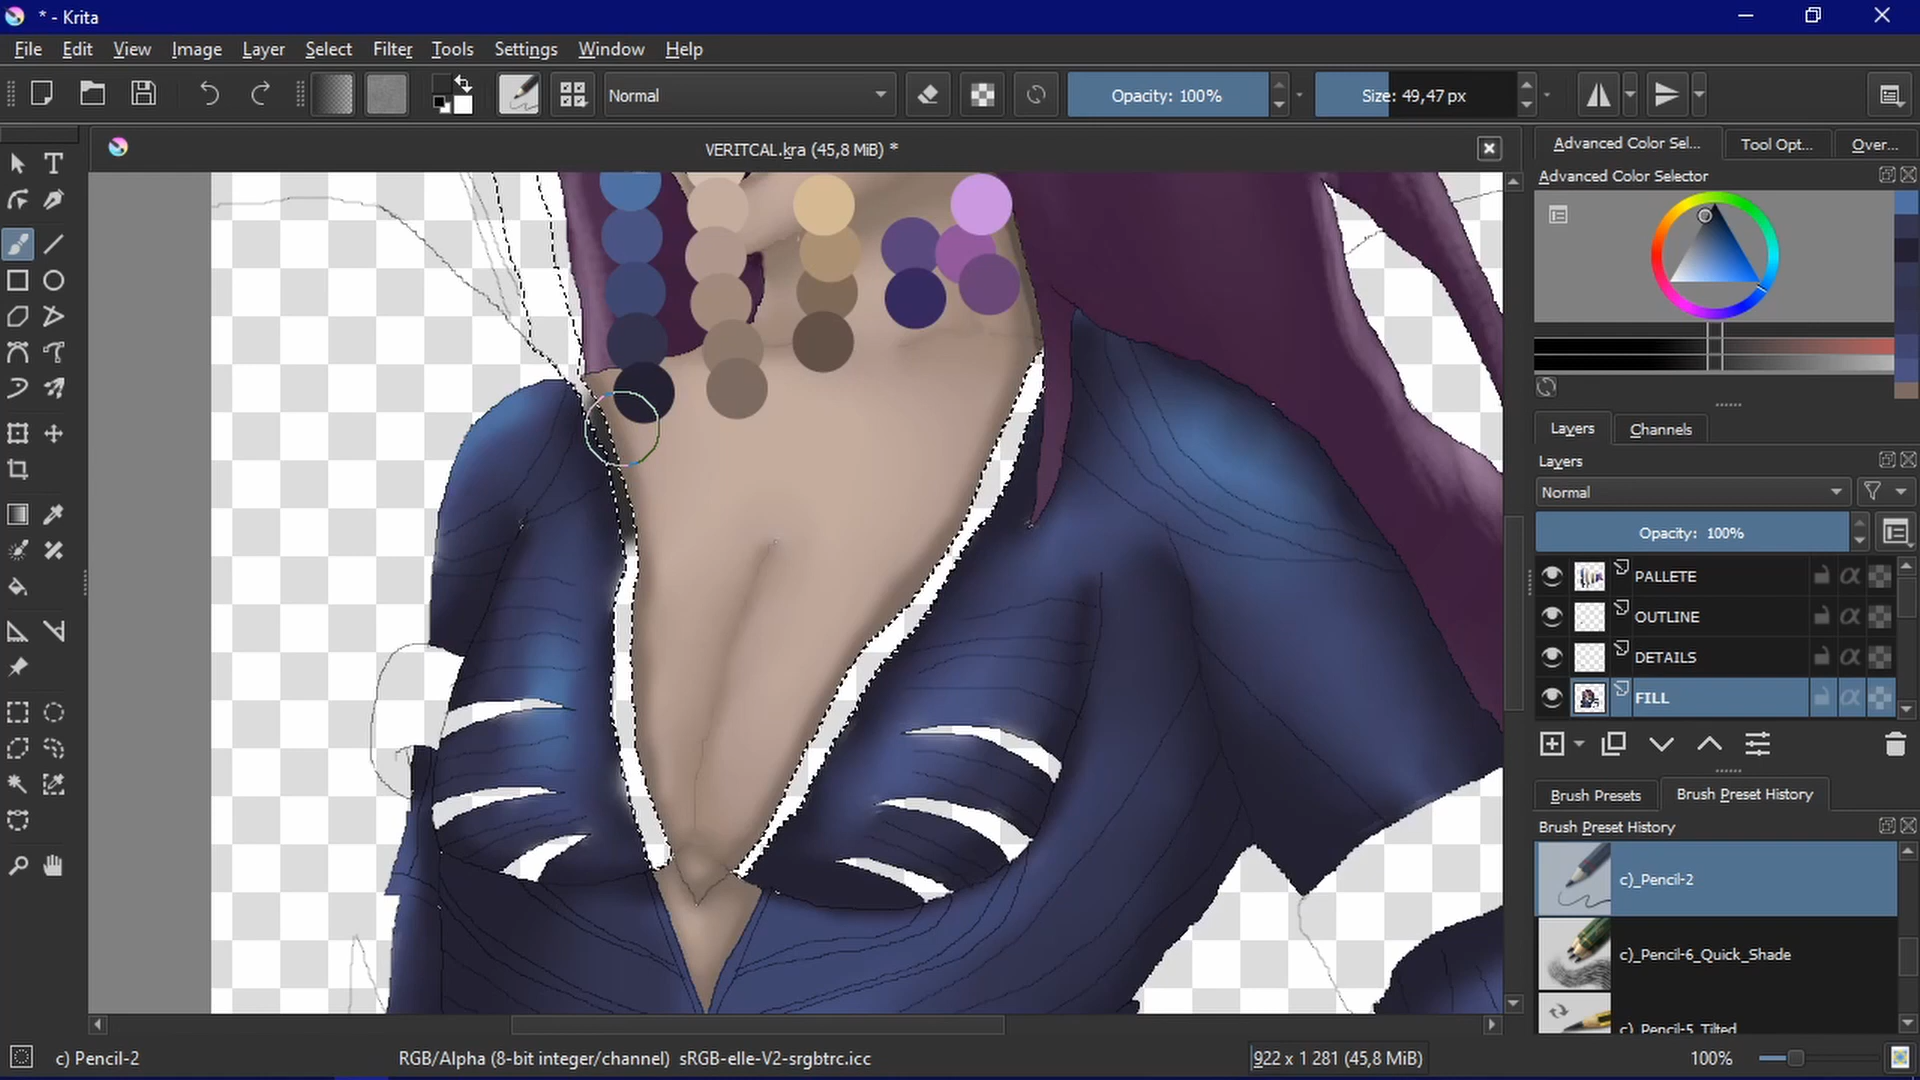 * - Krita
File Edit View Image Layer Select Filter Tools Settings Window Help
Normal
Opacity: 100%
Size: 49,47 px
VERITCAL.kra (45,8 MiB) *
Advanced Color Sel...
Tool Opt...
Over...
Advanced Color Selector
Layers
Channels
Layers
Normal
Opacity: 100%
PALLETE
OUTLINE
DETAILS
FILL
Brush Presets
Brush Preset History
Brush Preset History
c)_Pencil-2
c)_Pencil-6_Quick_Shade
c)_Pencil-5_Tilted
c) Pencil-2
RGB/Alpha (8-bit integer/channel) sRGB-elle-V2-srgbtrc.icc
922 x 1 281 (45,8 MiB)
100%